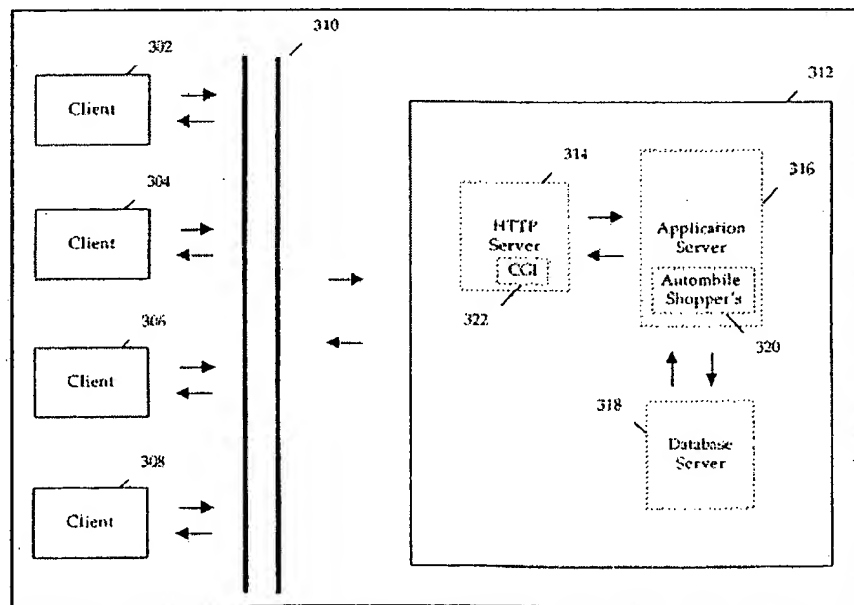 302
310
Client
312
314
304
316
HTTP
Server
Client
Application
Server
CGI
Autombile
Shopper's
322
306
320
Client
318
308
Database
Server
Client